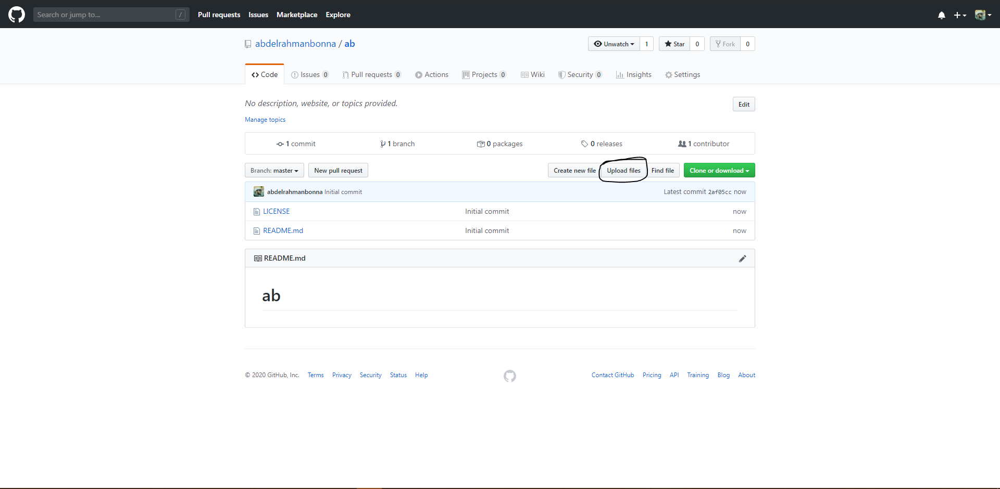 Search or jump to... /
Pull requests Issues Marketplace Explore
abdelrahmanbonna / ab
Unwatch 1 Star 0 Fork 0
Code Issues 0 Pull requests 0 Actions Projects 0 Wiki Security 0 Insights Settings
No description, website, or topics provided.
Edit
Manage topics
1 commit 1 branch 0 packages 0 releases 1 contributor
Branch: master New pull request Create new file Upload files Find file Clone or download
abdelrahmanbonna Initial commit Latest commit 2af05cc now
LICENSE Initial commit now
README.md Initial commit now
README.md
ab
© 2020 GitHub, Inc. Terms Privacy Security Status Help Contact GitHub Pricing API Training Blog About